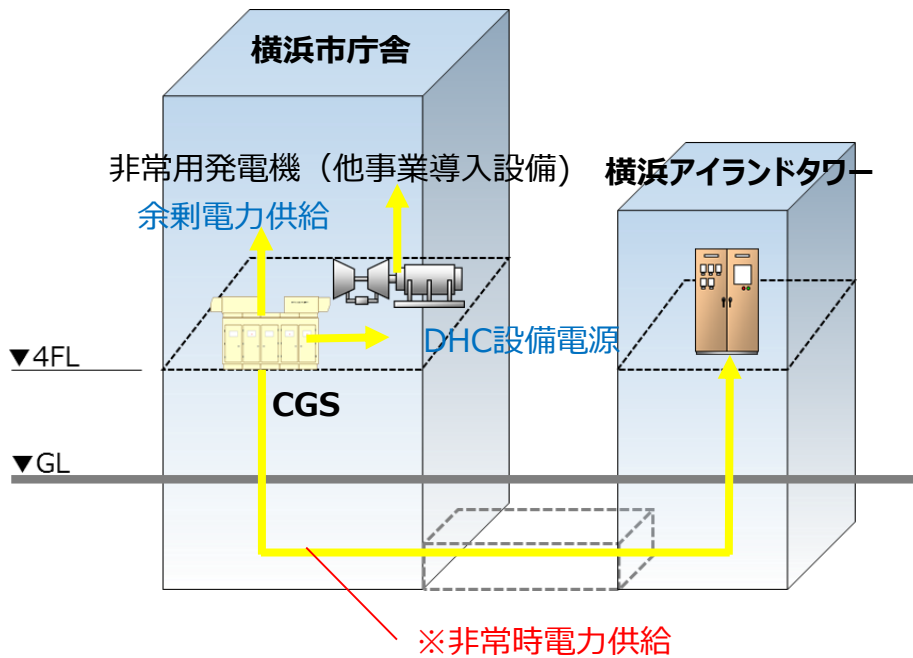 横浜市庁舎
非常用発電機（他事業導入設備)
横浜アイランドタワー
余剰電力供給
DHC設備電源
▼4FL
CGS
▼GL
※非常時電力供給